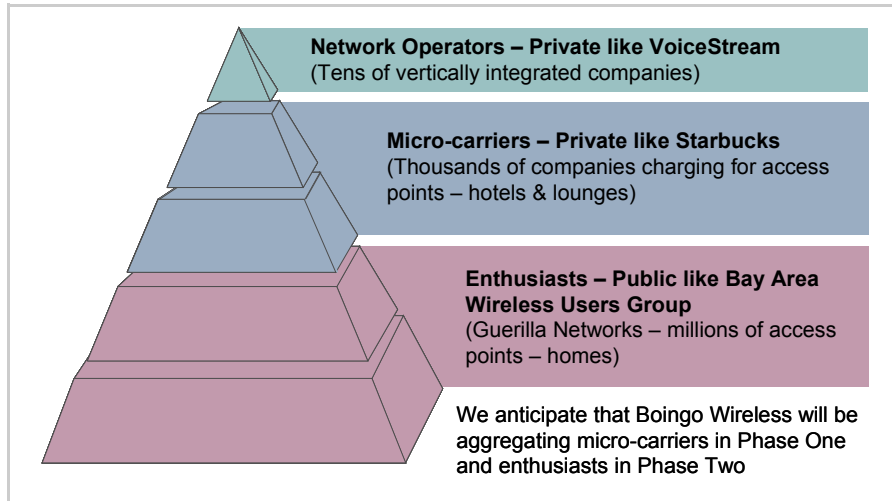 Network Operators – Private like VoiceStream
(Tens of vertically integrated companies)
Micro-carriers – Private like Starbucks
(Thousands of companies charging for access
points – hotels & lounges)
Enthusiasts – Public like Bay Area
Wireless Users Group
(Guerilla Networks – millions of access
points – homes)
We anticipate that Boingo Wireless will be
aggregating micro-carriers in Phase One
and enthusiasts in Phase Two